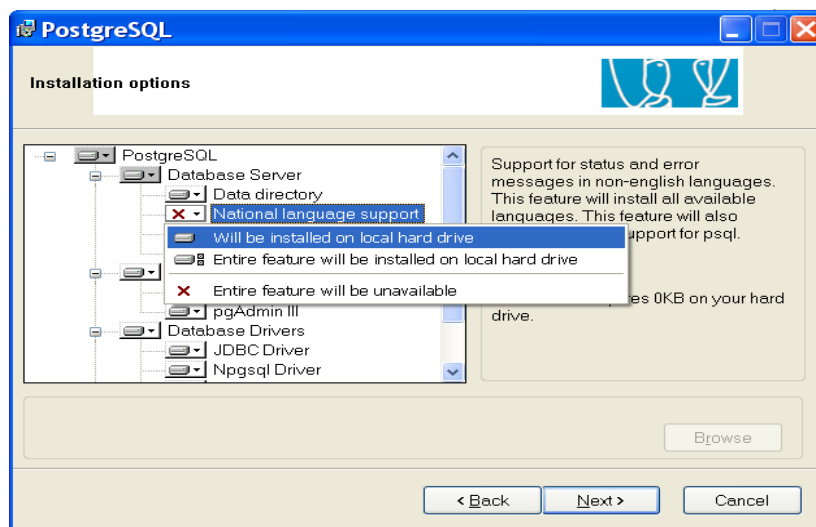 PostgreSQL
Installation options
PostgreSQL
Database Server
Data directory
National language support
Will be installed on local hard drive
Entire feature will be installed on local hard drive
Entire feature will be unavailable
pgAdmin III
Database Drivers
JDBC Driver
Npgsql Driver
Support for status and error
messages in non-english languages.
This feature will install all available
languages. This feature will also
upport for psql.
res 0KB on your hard
drive.
Browse
< Back
Next >
Cancel